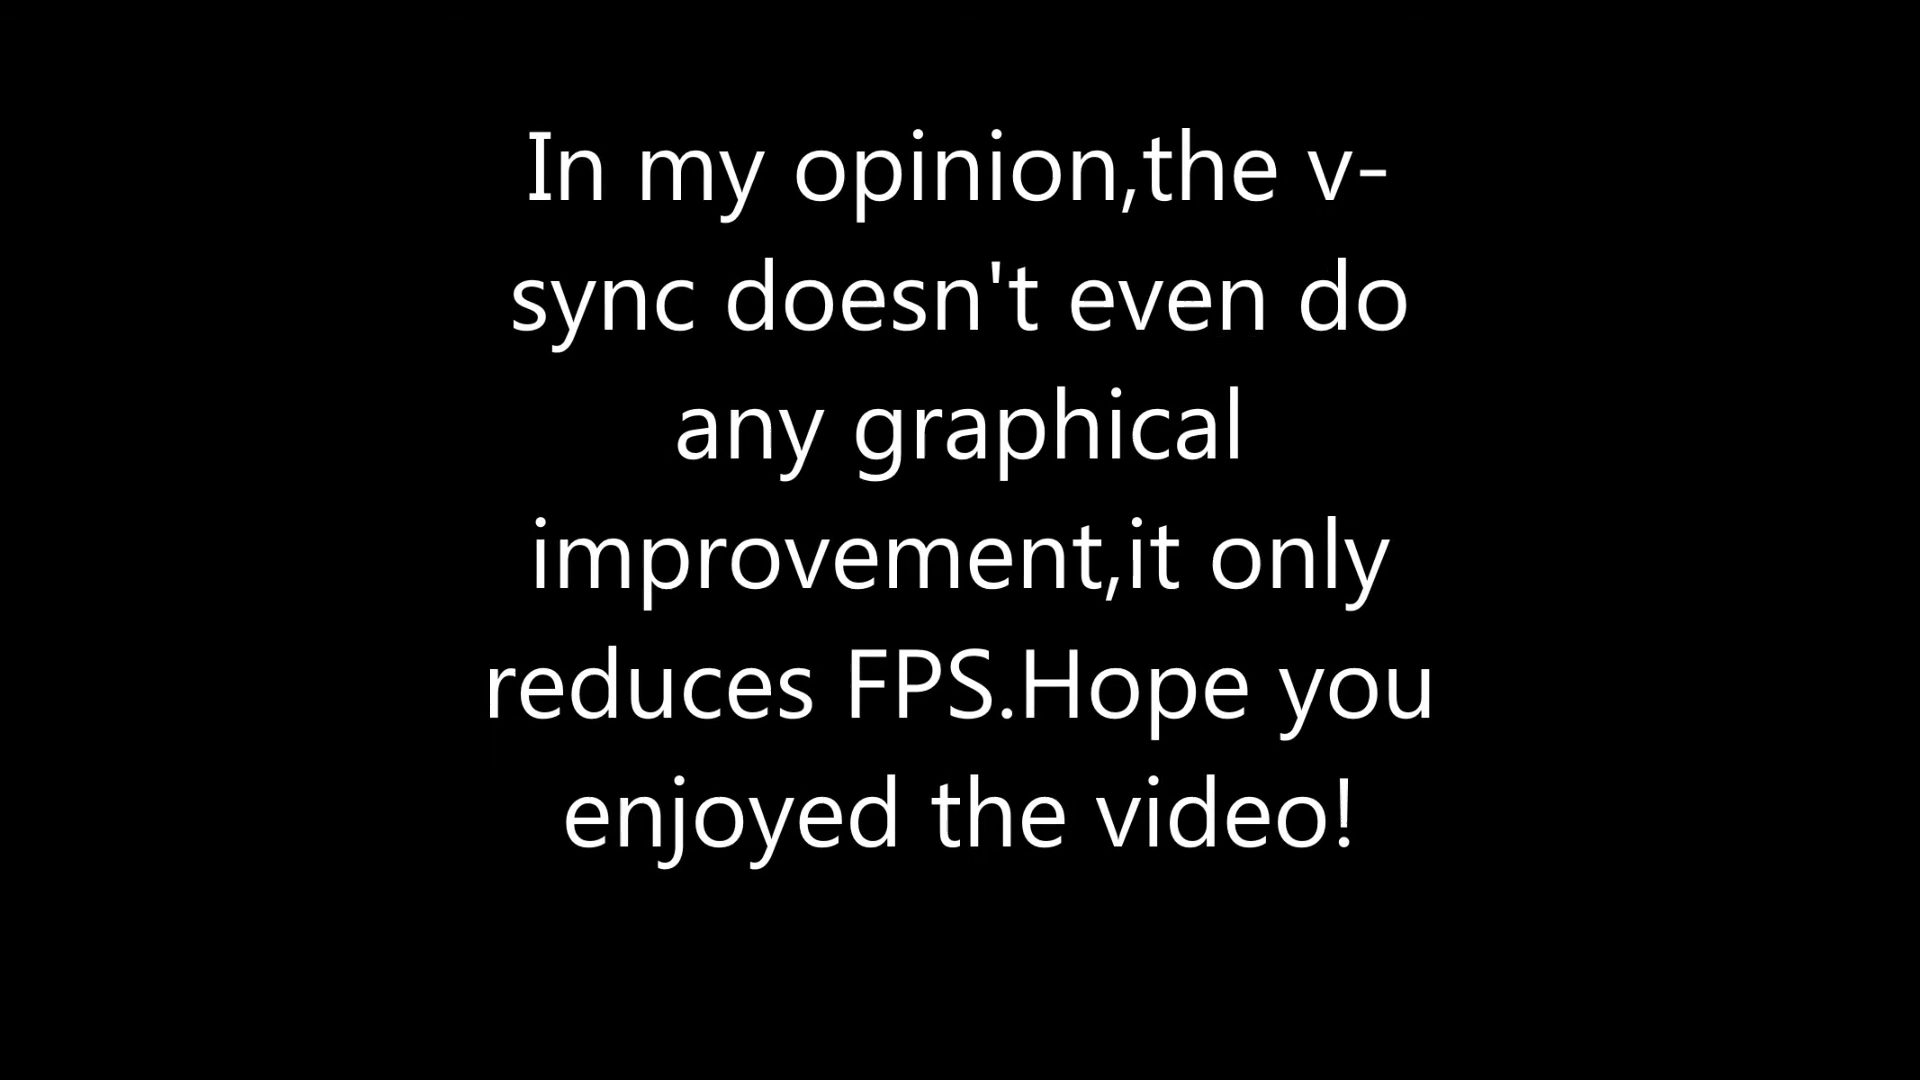 In my opinion,the v-
sync doesn't even do
any graphical
improvement,it only
reduces FPS.Hope you
enjoyed the video!